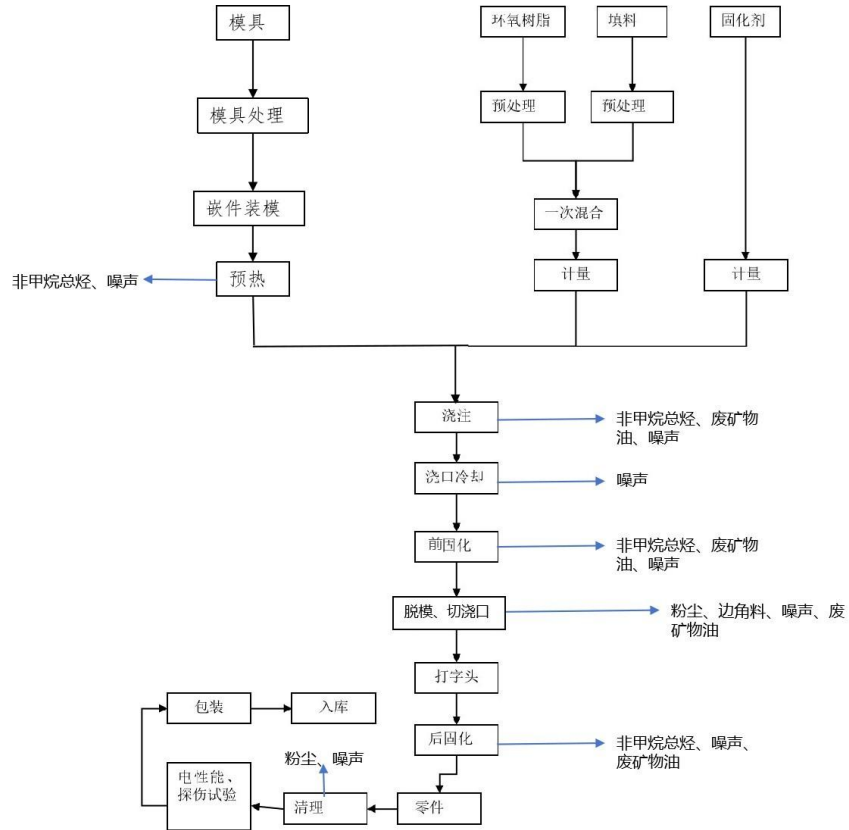 模具
环氧树脂
填料
固化剂
模具处理
预处理
预处理
嵌件装模
一次混合
非甲烷总烃、噪声
预热
计量
计量
浇注
非甲烷总烃、废矿物
油、噪声
浇口冷却
噪声
前固化
非甲烷总烃、废矿物
油、噪声
脱模、切浇口
粉尘、边角料、噪声、废
矿物油
打字头
包装
入库
后固化
非甲烷总烃、噪声、
废矿物油
粉尘、噪声
电性能、
探伤试验
清理
零件